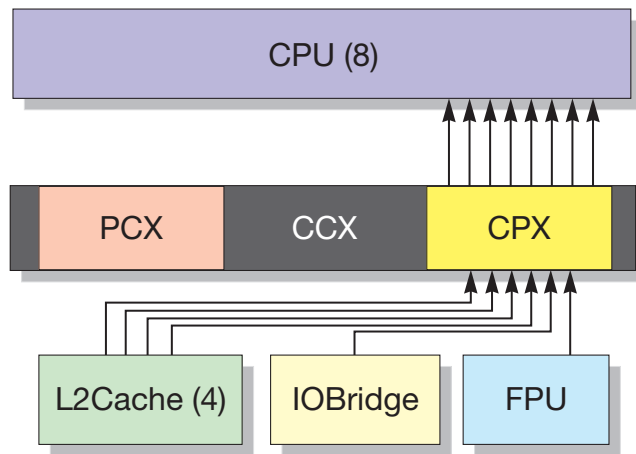 CPU (8)
PCX CCX CPX
L2Cache (4) IOBridge FPU